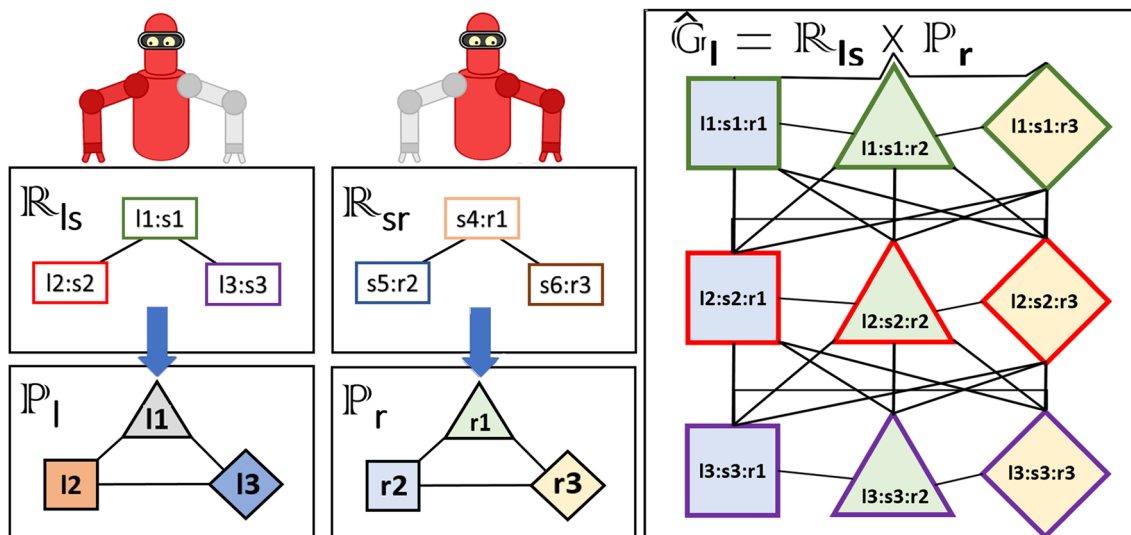 ℝls
l1:s1
l2:s2
l3:s3
ℙl
l1
l2
l3
ℝsr
s4:r1
s5:r2
s6:r3
ℙr
r1
r2
r3
𝔾̂l = ℝls X ℙr
l1:s1:r1
l1:s1:r2
l1:s1:r3
l2:s2:r1
l2:s2:r2
l2:s2:r3
l3:s3:r1
l3:s3:r2
l3:s3:r3